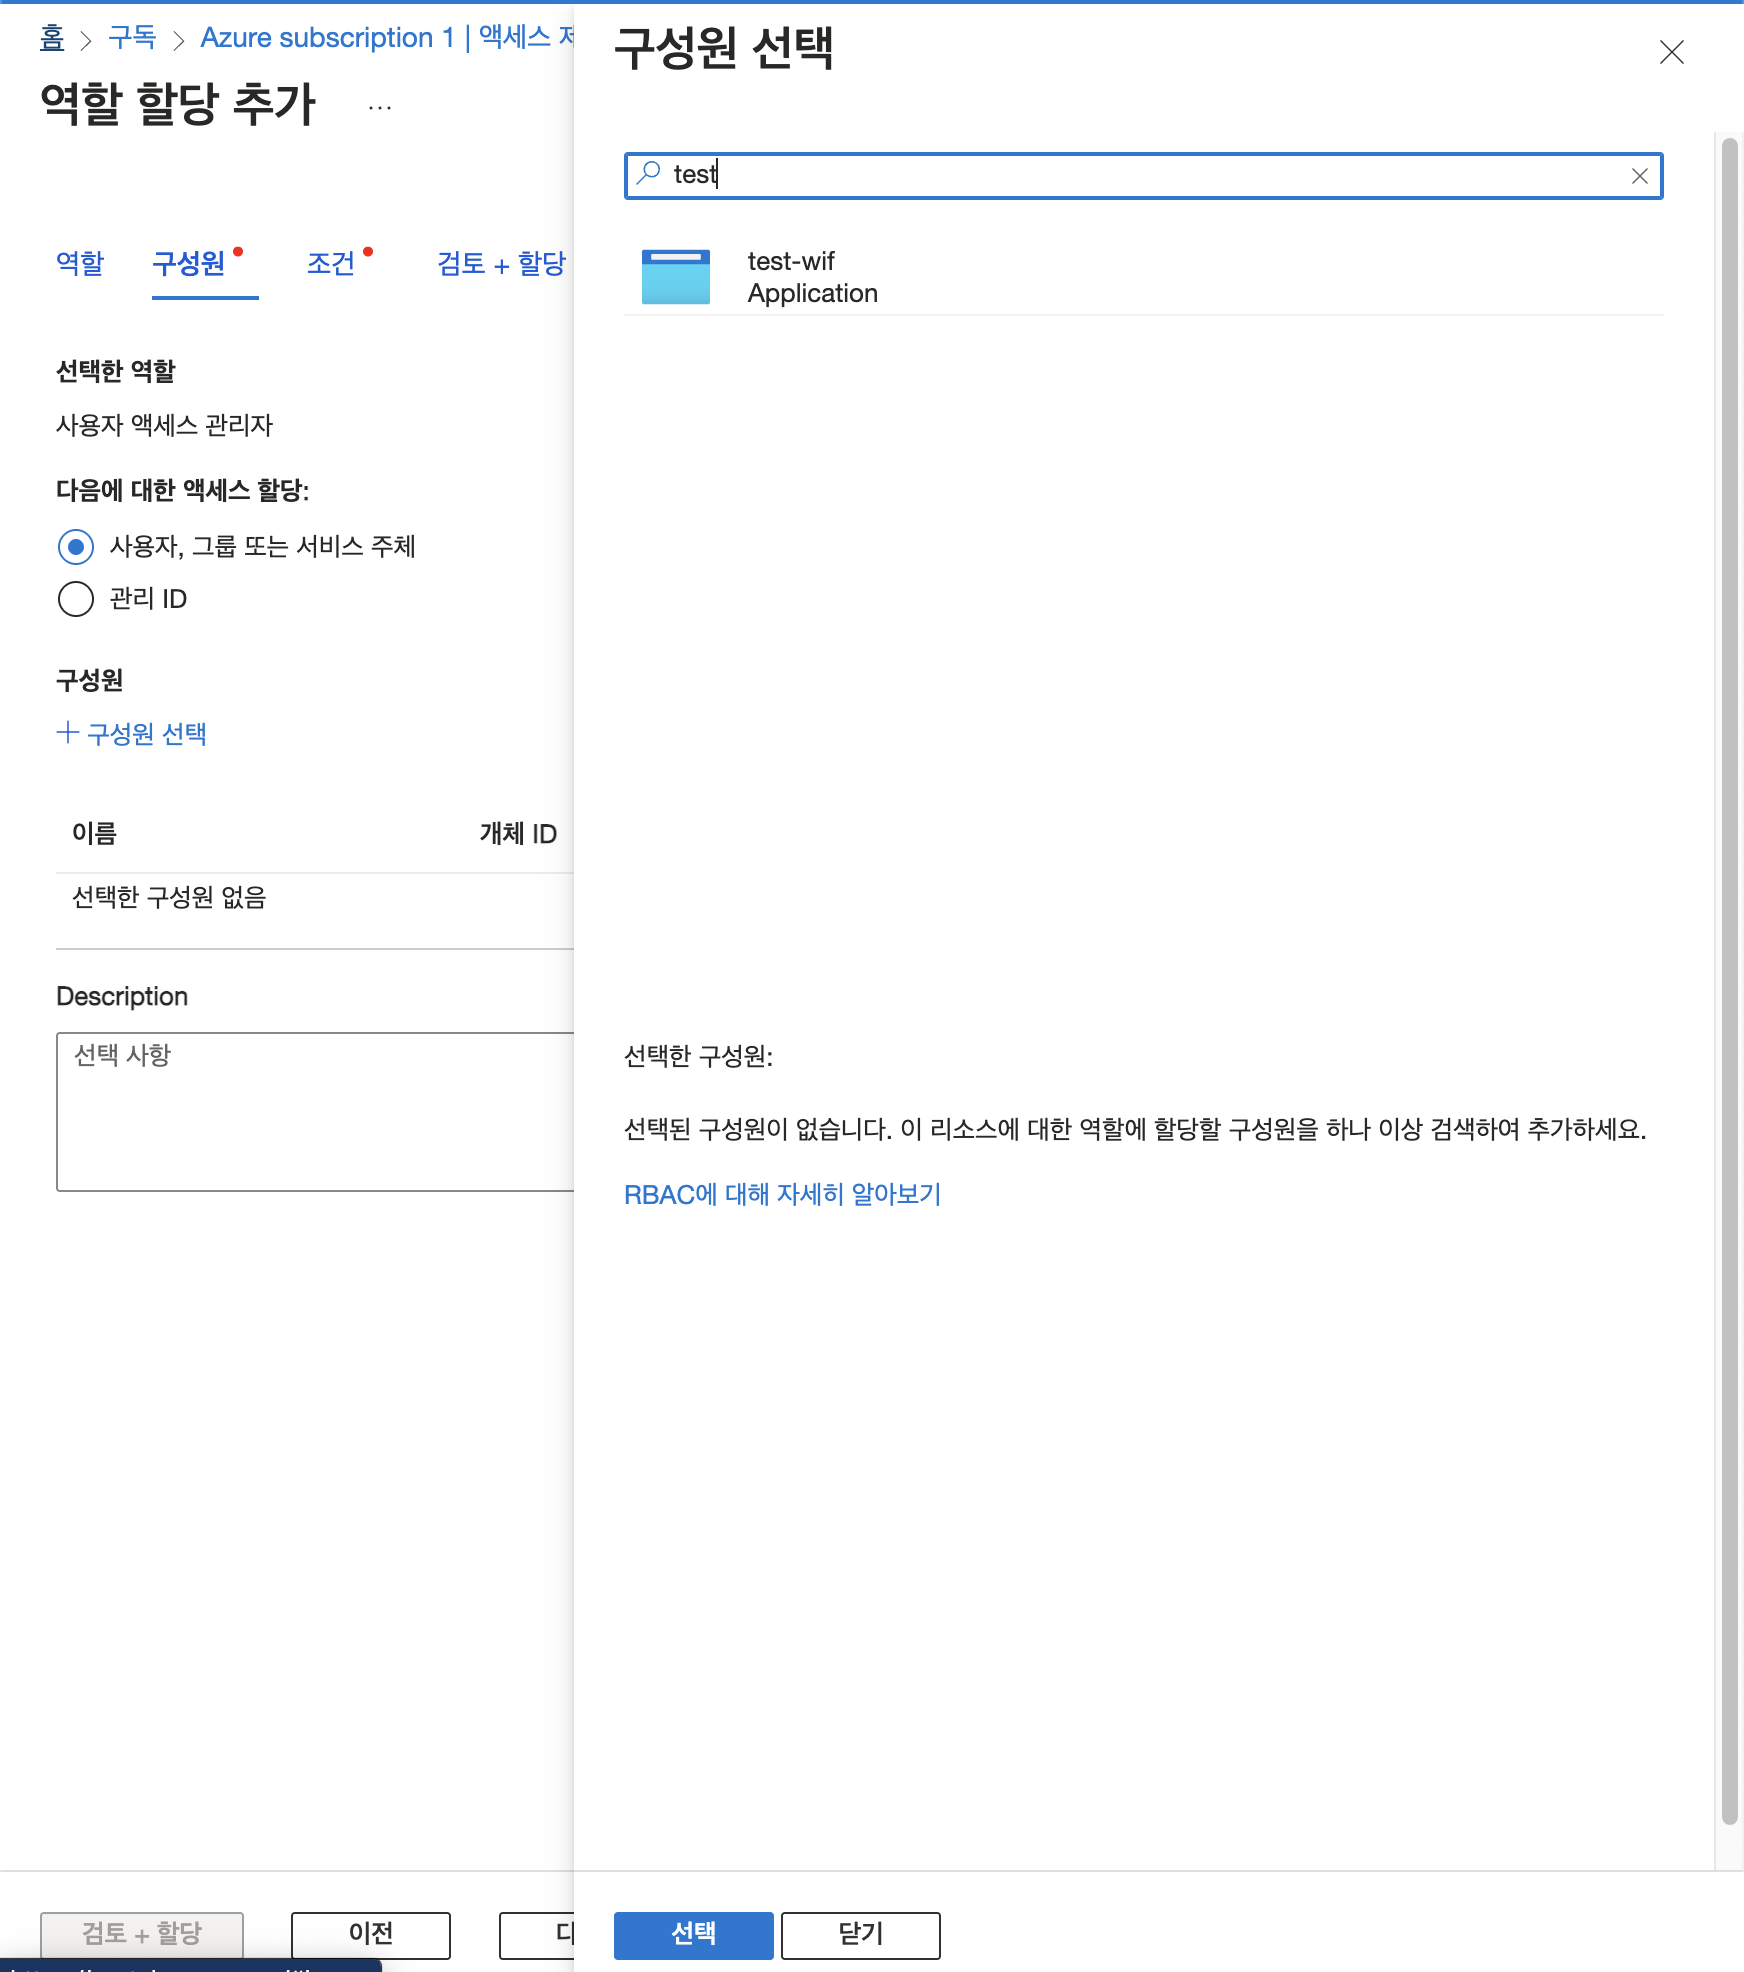 홈 > 구독 > Azure subscription 1 | 액세스
역할 할당 추가 ...
역할 구성원 조건 검토 + 할당
선택한 역할
사용자 액세스 관리자
다음에 대한 액세스 할당:
사용자, 그룹 또는 서비스 주체
관리 ID
구성원
+ 구성원 선택
이름 개체 ID
선택한 구성원 없음
Description
선택 사항
검토 + 할당 이전
구성원 선택
test
test-wif
Application
선택한 구성원:
선택된 구성원이 없습니다. 이 리소스에 대한 역할에 할당할 구성원을 하나 이상 검색하여 추가하세요.
RBAC에 대해 자세히 알아보기
선택 닫기